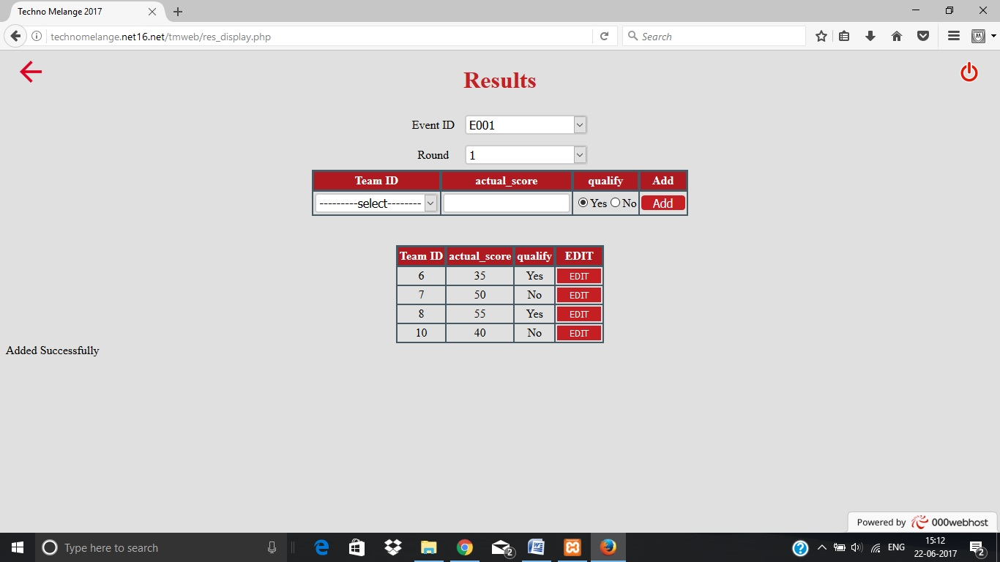 Techno Melange 2017
technomelange.net16.net/tmweb/res_display.php
Search
Results
Event ID E001
Round 1
Team ID actual_score qualify Add
---------select-------- Yes No Add
Team ID actual_score qualify EDIT
6 35 Yes EDIT
7 50 No EDIT
8 55 Yes EDIT
10 40 No EDIT
Added Successfully
Powered by 000webhost
Type here to search
2
ENG
15:12
22-06-2017
2